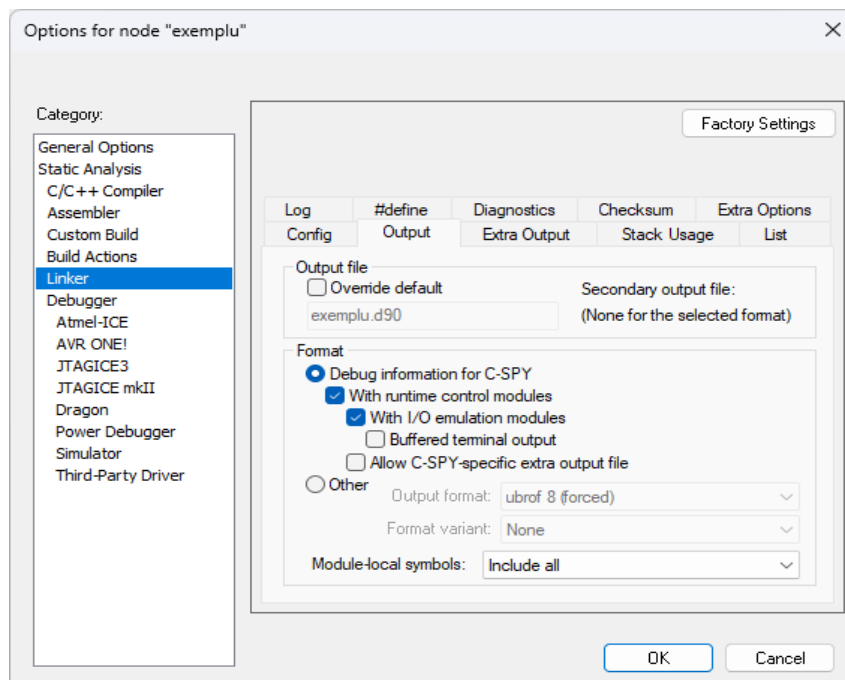 Options for node "exemplu"
Category:
General Options
Static Analysis
C/C++ Compiler
Assembler
Custom Build
Build Actions
Linker
Debugger
Atmel-ICE
AVR ONE!
JTAGICE3
JTAGICE mkII
Dragon
Power Debugger
Simulator
Third-Party Driver
Factory Settings
Log #define Diagnostics Checksum Extra Options
Config Output Extra Output Stack Usage List
Output file
Override default
exemplu.d90
Secondary output file:
(None for the selected format)
Format
Debug information for C-SPY
With runtime control modules
With I/O emulation modules
Buffered terminal output
Allow C-SPY-specific extra output file
Other
Output format: ubrof 8 (forced)
Format variant: None
Module-local symbols: Include all
OK Cancel